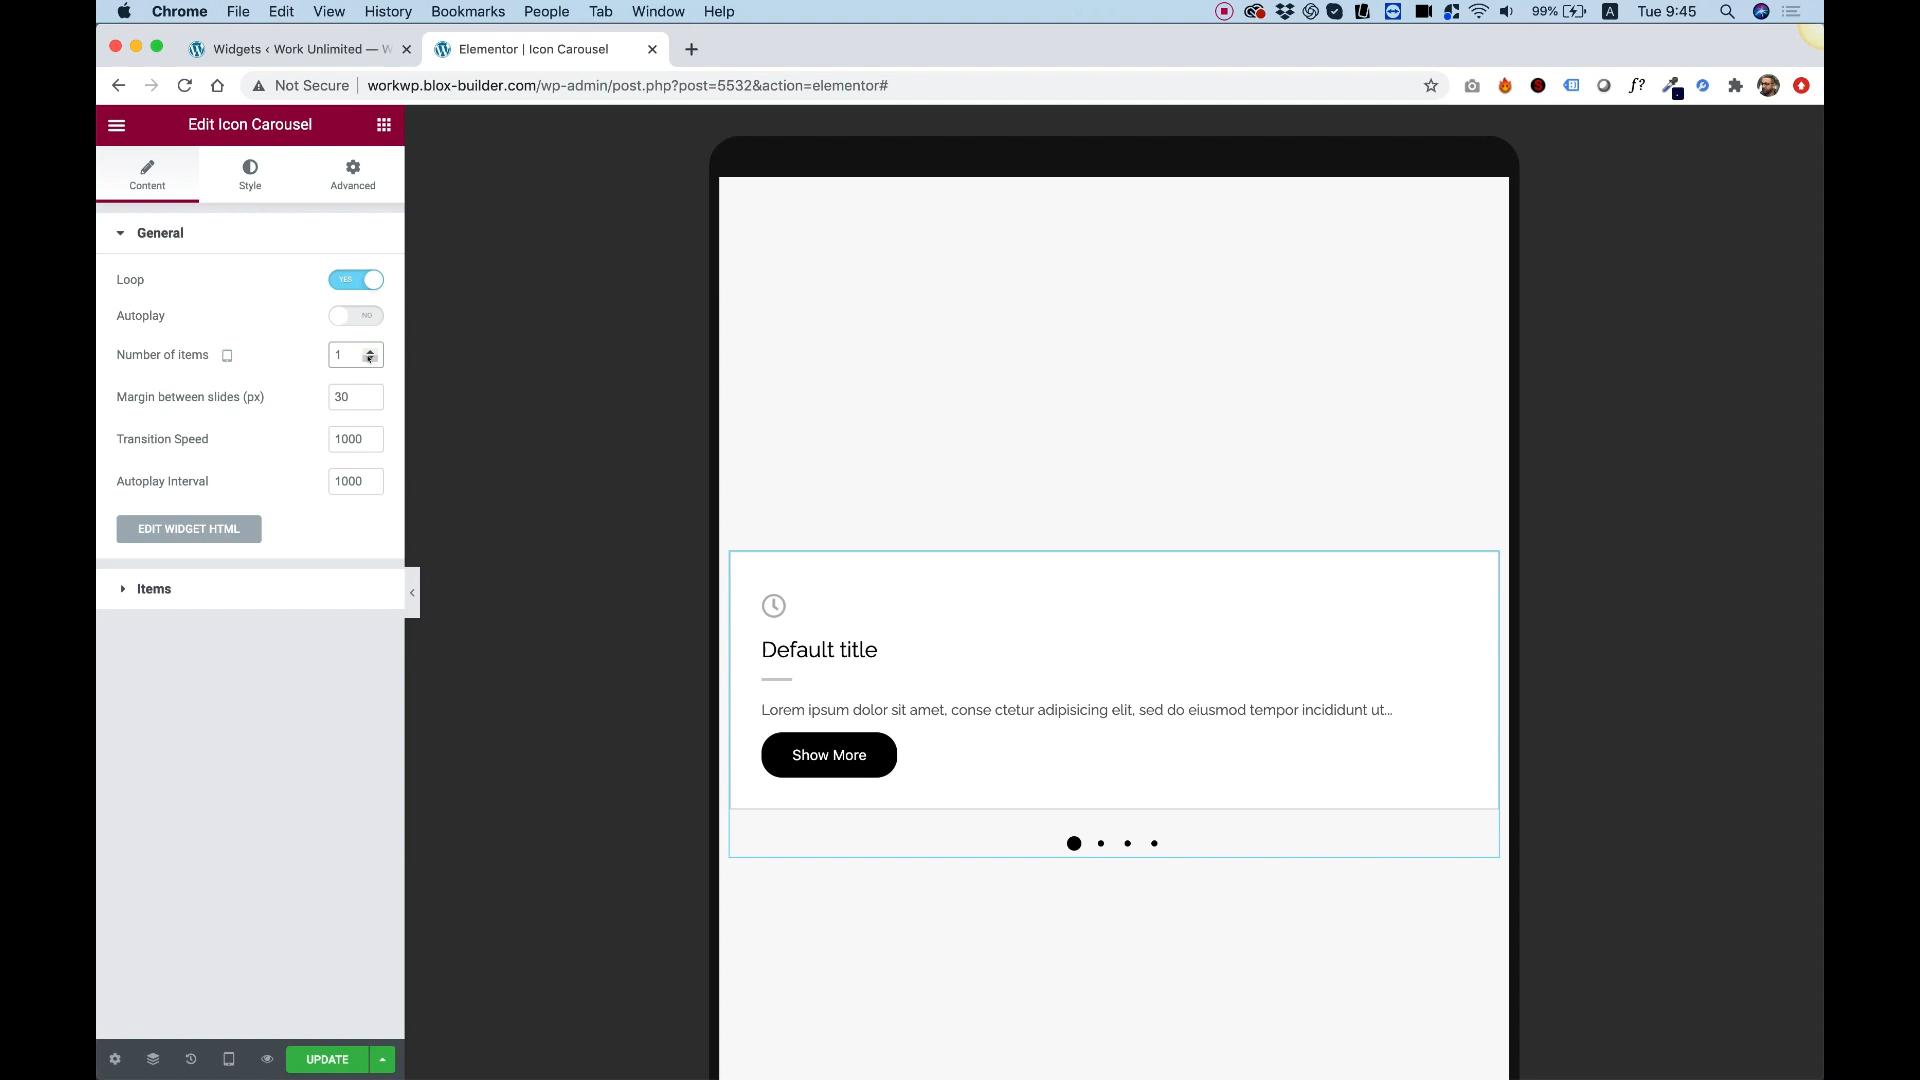 Chrome File Edit View History Bookmarks People Tab Window Help
99% A Tue 9:45
Widgets ‹ Work Unlimited — W
Elementor | Icon Carousel
Not Secure workwp.blox-builder.com/wp-admin/post.php?post=5532&action=elementor#
f?
Edit Icon Carousel
Content Style Advanced
General
Loop YES
Autoplay NO
Number of items 1
Margin between slides (px) 30
Transition Speed 1000
Autoplay Interval 1000
EDIT WIDGET HTML
Items
Default title
Lorem ipsum dolor sit amet, conse ctetur adipisicing elit, sed do eiusmod tempor incididunt ut...
Show More
UPDATE